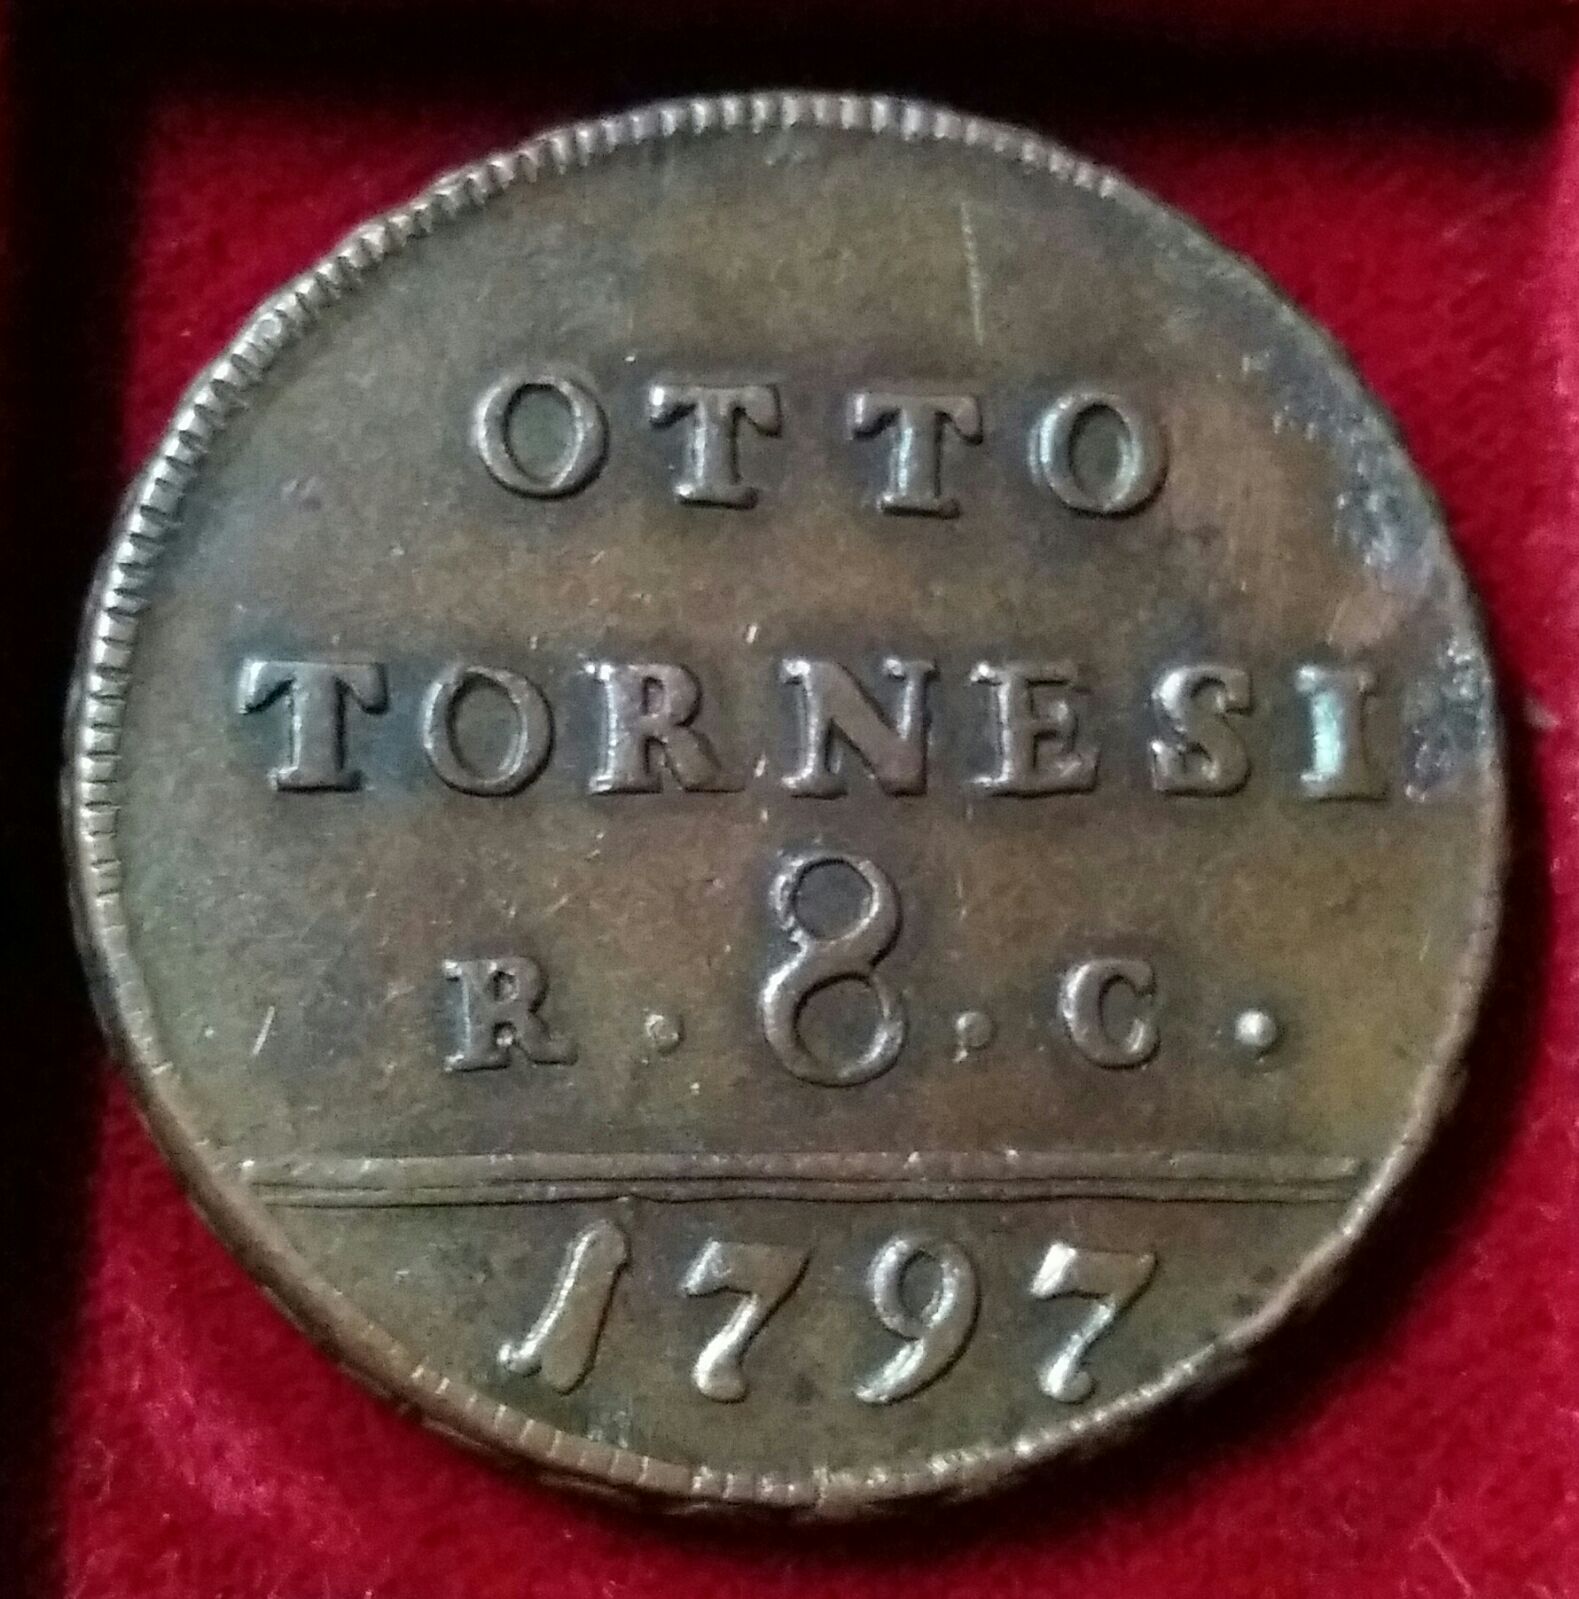 OTTO
TORNESI.
R . 8 . C .
1797